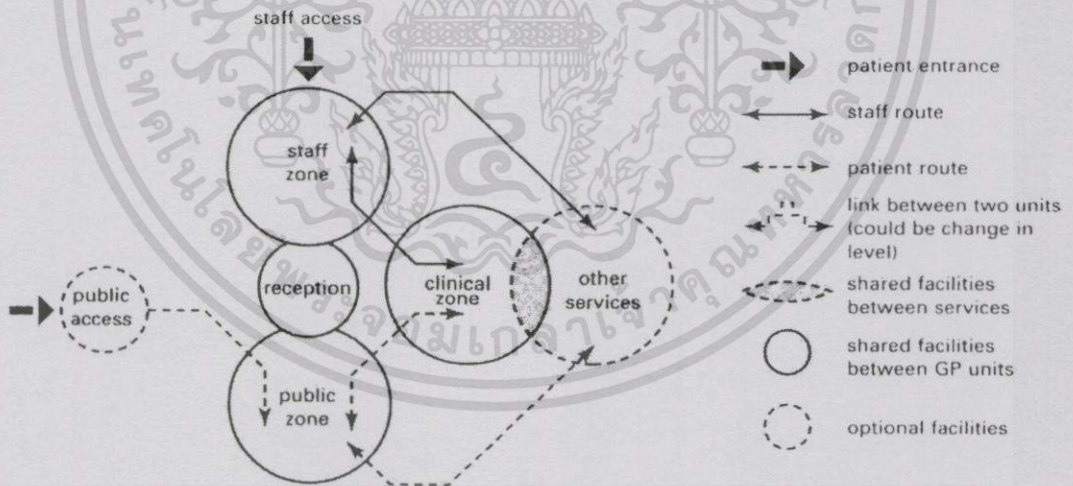 staff access
staff
zone
reception
clinical
zone
other
services
public
access
public
zone
patient entrance
staff route
patient route
link between two units
(could be change in
level)
shared facilities
between services
shared facilities
between GP units
optional facilities